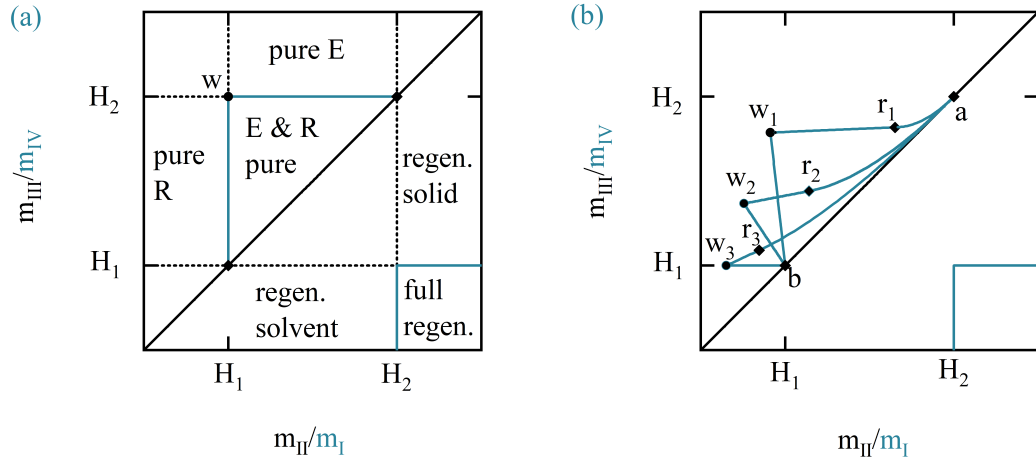 (a)
pure E
w
H2
E & R
pure
pure
R
regen.
solid
mIII/mIV
H1
regen.
solvent
full
regen.
H1
H2
mII/mI
(b)
H2
w1
r1
a
r2
w2
mIII/mIV
r3
w3
H1
b
H1
H2
mII/mI